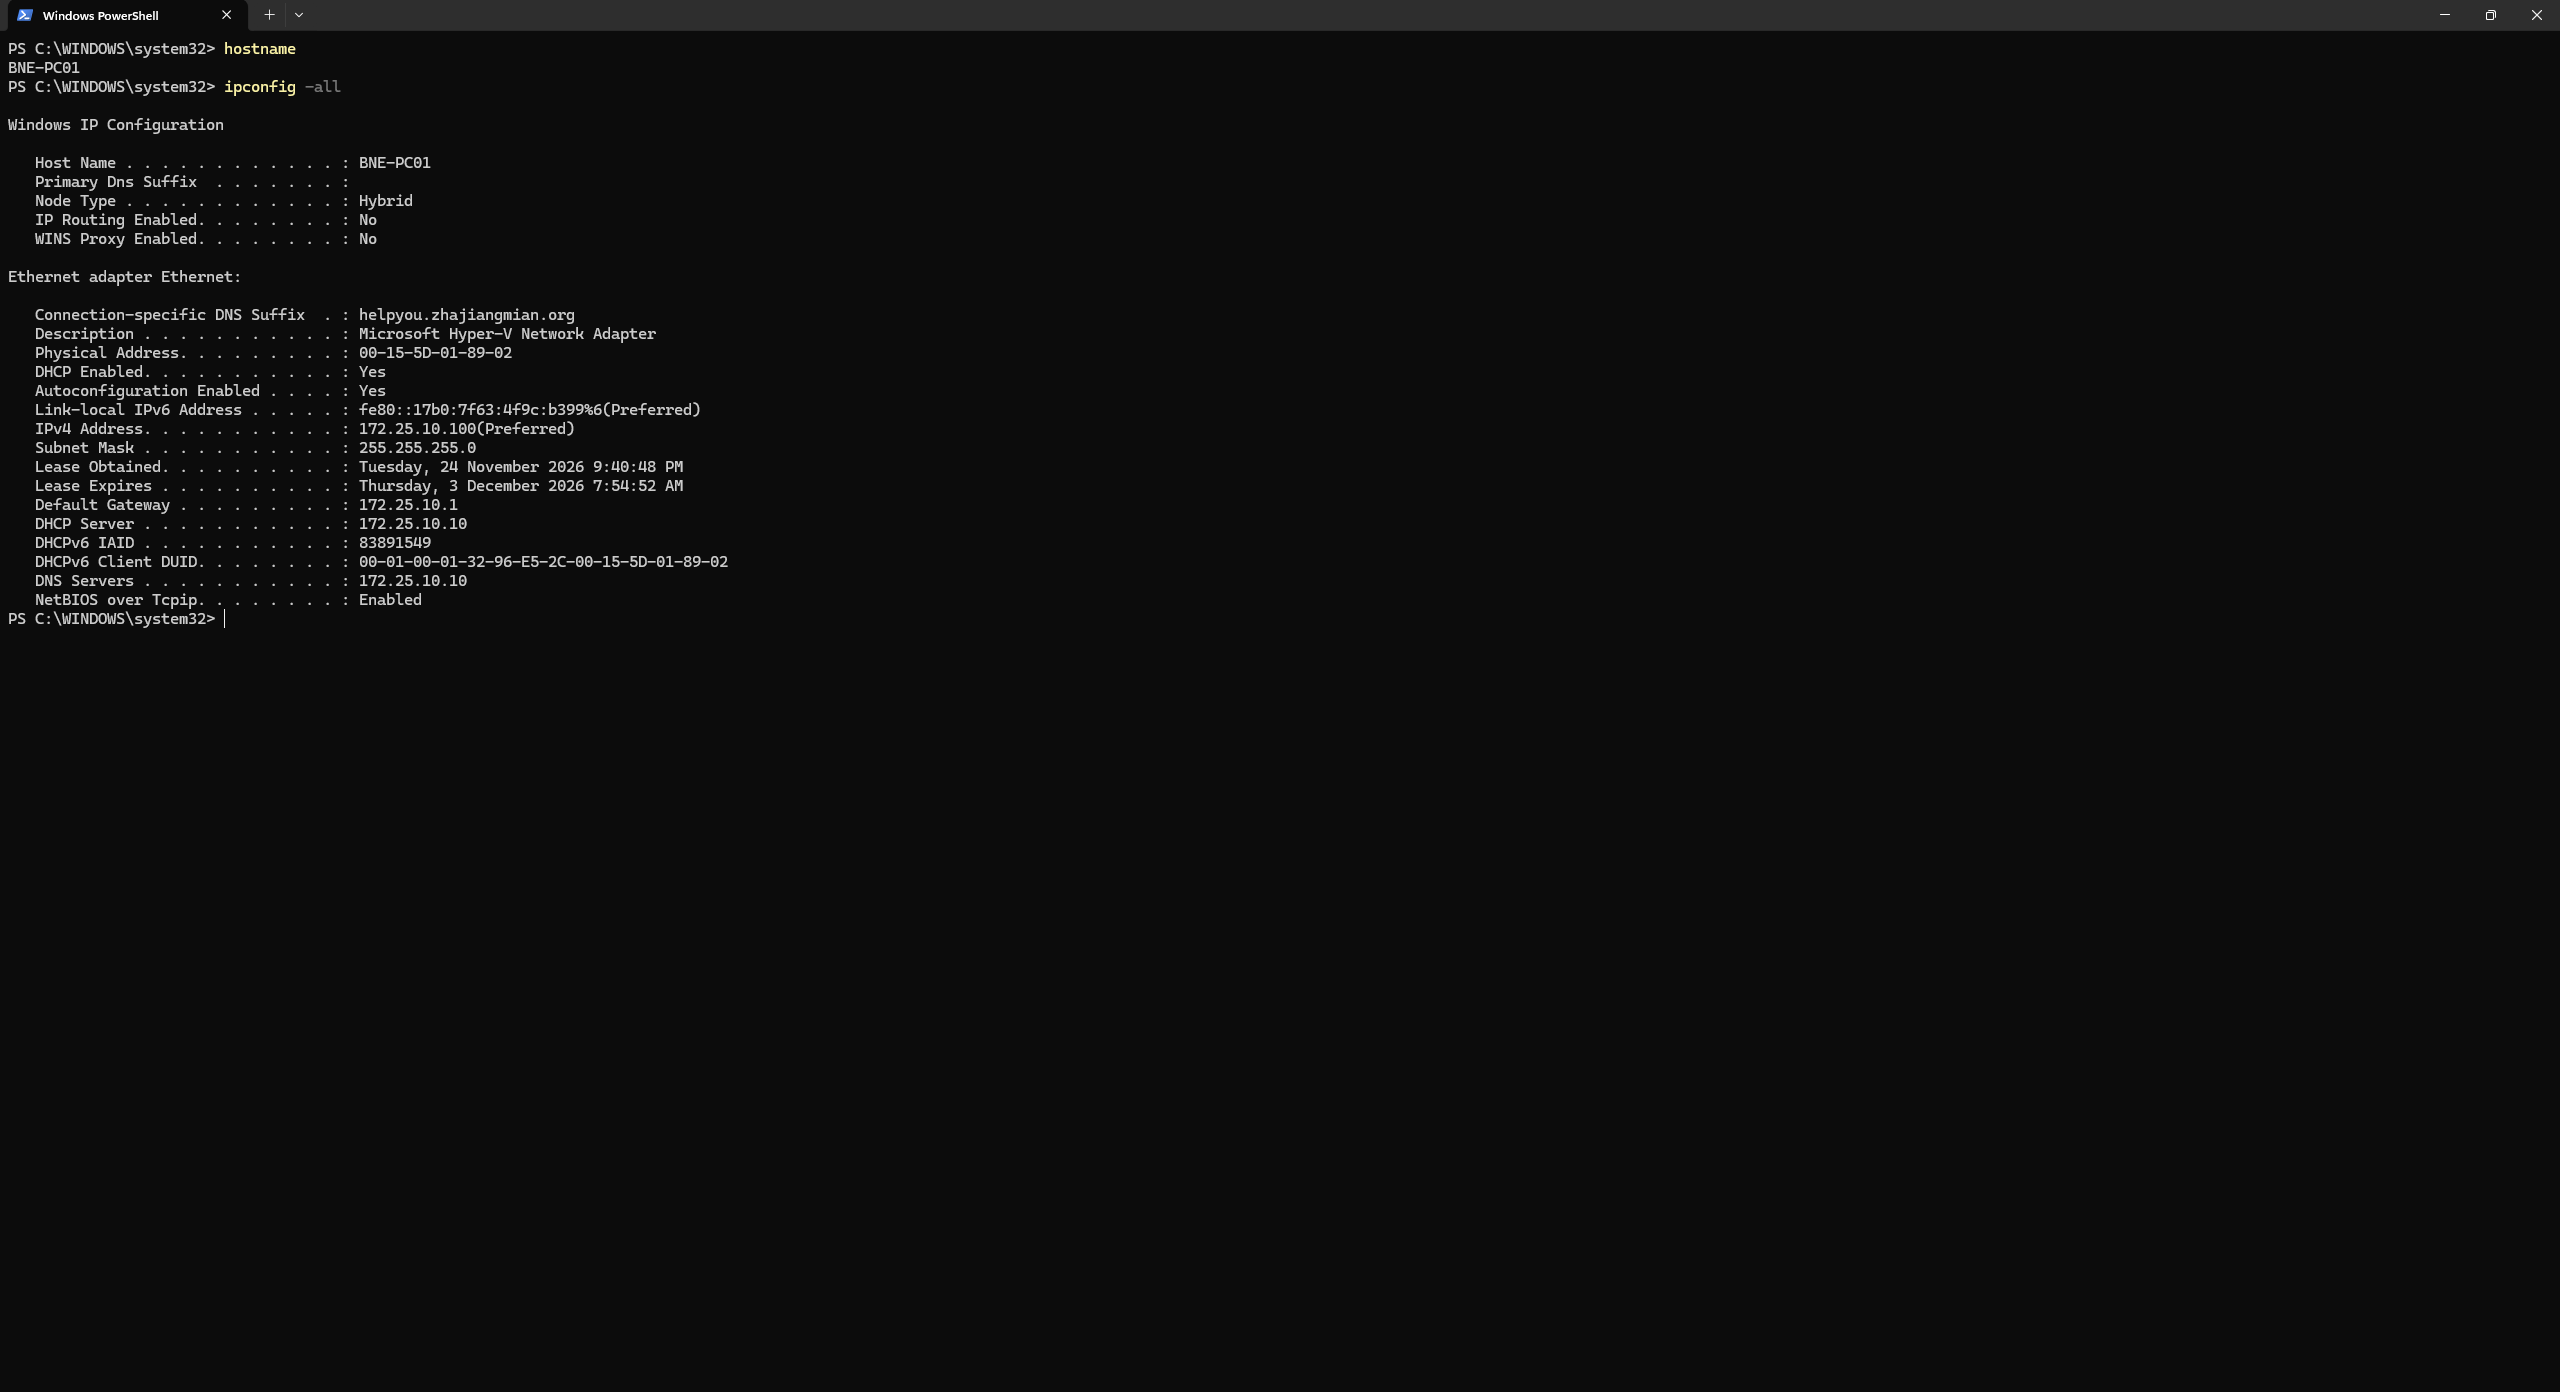 Windows PowerShell
PS C:\WINDOWS\system32> hostname
BNE-PC01
PS C:\WINDOWS\system32> ipconfig -all
Windows IP Configuration
Host Name . . . . . . . . . . . . : BNE-PC01
Primary Dns Suffix  . . . . . . . :
Node Type . . . . . . . . . . . . : Hybrid
IP Routing Enabled. . . . . . . . : No
WINS Proxy Enabled. . . . . . . . : No
Ethernet adapter Ethernet:
Connection-specific DNS Suffix  . : helpyou.zhajiangmian.org
Description . . . . . . . . . . . : Microsoft Hyper-V Network Adapter
Physical Address. . . . . . . . . : 00-15-5D-01-89-02
DHCP Enabled. . . . . . . . . . . : Yes
Autoconfiguration Enabled . . . . : Yes
Link-local IPv6 Address . . . . . : fe80::17b0:7f63:4f9c:b399%6(Preferred)
IPv4 Address. . . . . . . . . . . : 172.25.10.100(Preferred)
Subnet Mask . . . . . . . . . . . : 255.255.255.0
Lease Obtained. . . . . . . . . . : Tuesday, 24 November 2026 9:40:48 PM
Lease Expires . . . . . . . . . . : Thursday, 3 December 2026 7:54:52 AM
Default Gateway . . . . . . . . . : 172.25.10.1
DHCP Server . . . . . . . . . . . : 172.25.10.10
DHCPv6 IAID . . . . . . . . . . . : 83891549
DHCPv6 Client DUID. . . . . . . . : 00-01-00-01-32-96-E5-2C-00-15-5D-01-89-02
DNS Servers . . . . . . . . . . . : 172.25.10.10
NetBIOS over Tcpip. . . . . . . . : Enabled
PS C:\WINDOWS\system32>